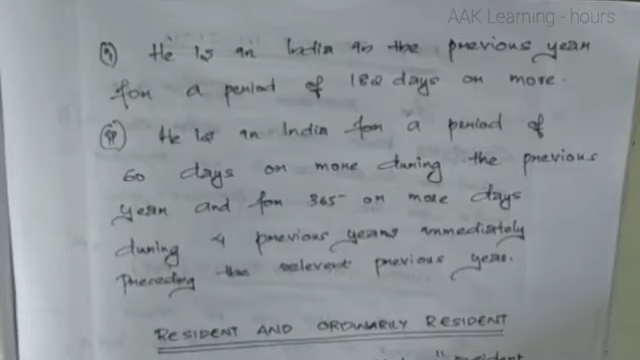 AAK Learning - hours
(i) He is in India in the previous year
for a period of 182 days or more.
(ii) He is in India for a period of
60 days or more during the previous
year and for 365 or more days
during 4 previous years immediately
Preceding the relevent previous year.
RESIDENT AND ORDINARILY RESIDENT
"resident